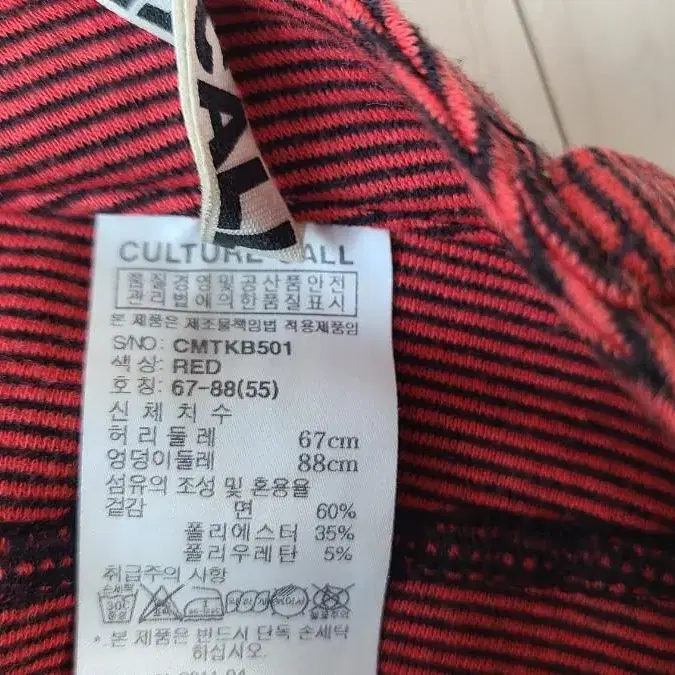 CALL
CULTURE CALL
품질경영및공산품안전
관리법에의한품질표시
본 제품은 제조물책임법 적용제품임
S/NO: CMTKB501
색상: RED
호칭: 67-88(55)
신 체 치 수
허 리 둘 레 67cm
엉덩이둘레 88cm
섬유의 조성 및 혼용율
겉감 면 60%
폴리에스터 35%
폴리우레탄 5%
취급주의 사항
손세탁
* 본 제품은 반드시 단독 손세탁
하십시오.